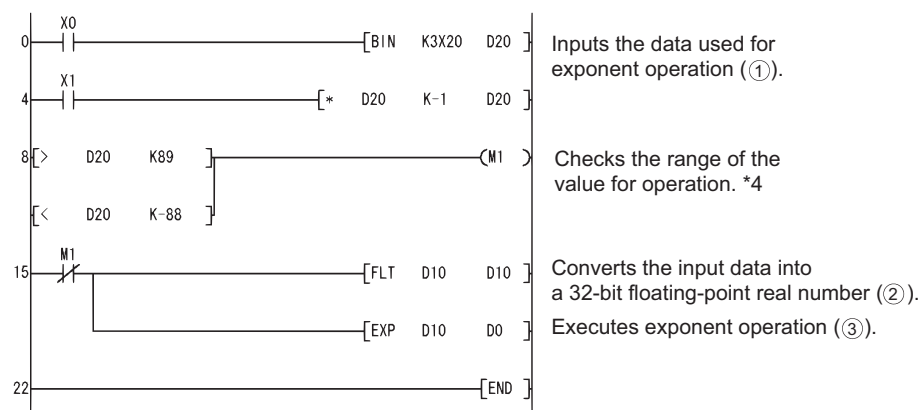 X0
0 [BIN K3X20 D20 ] Inputs the data used for
exponent operation (①).
X1
4 [* D20 K-1 D20 ]
8 [> D20 K89 ] (M1 ) Checks the range of the
value for operation. *4
[< D20 K-88 ]
M1
15 [FLT D10 D10 ] Converts the input data into
a 32-bit floating-point real number (②).
[EXP D10 D0 ] Executes exponent operation (③).
22 [END ]